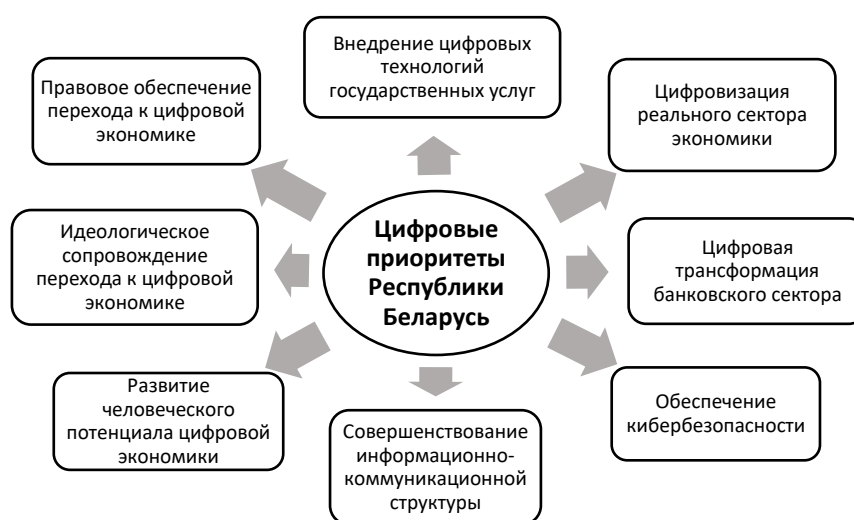 Внедрение цифровых
технологий
государственных услуг
Правовое обеспечение
перехода к цифровой
экономике
Цифровизация
реального сектора
экономики
Идеологическое
сопровождение
перехода к цифровой
экономике
Цифровые
приоритеты
Республики
Беларусь
Цифровая
трансформация
банковского сектора
Развитие
человеческого
потенциала цифровой
экономики
Совершенствование
информационно-
коммуникационной
структуры
Обеспечение
кибербезопасности